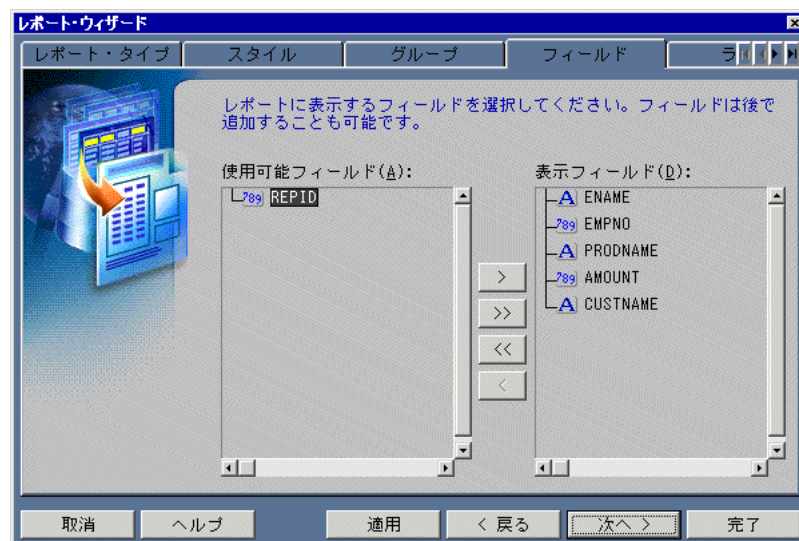 レポート・ウィザード
レポート・タイプ
スタイル
グループ
フィールド
ラ
レポートに表示するフィールドを選択してください。フィールドは後で
追加することも可能です。
使用可能フィールド(A):
789 REPID
>
>>
<<
<
表示フィールド(D):
A ENAME
789 EMPNO
A PRODNAME
789 AMOUNT
A CUSTNAME
取消
ヘルプ
適用
< 戻る
次へ >
完了